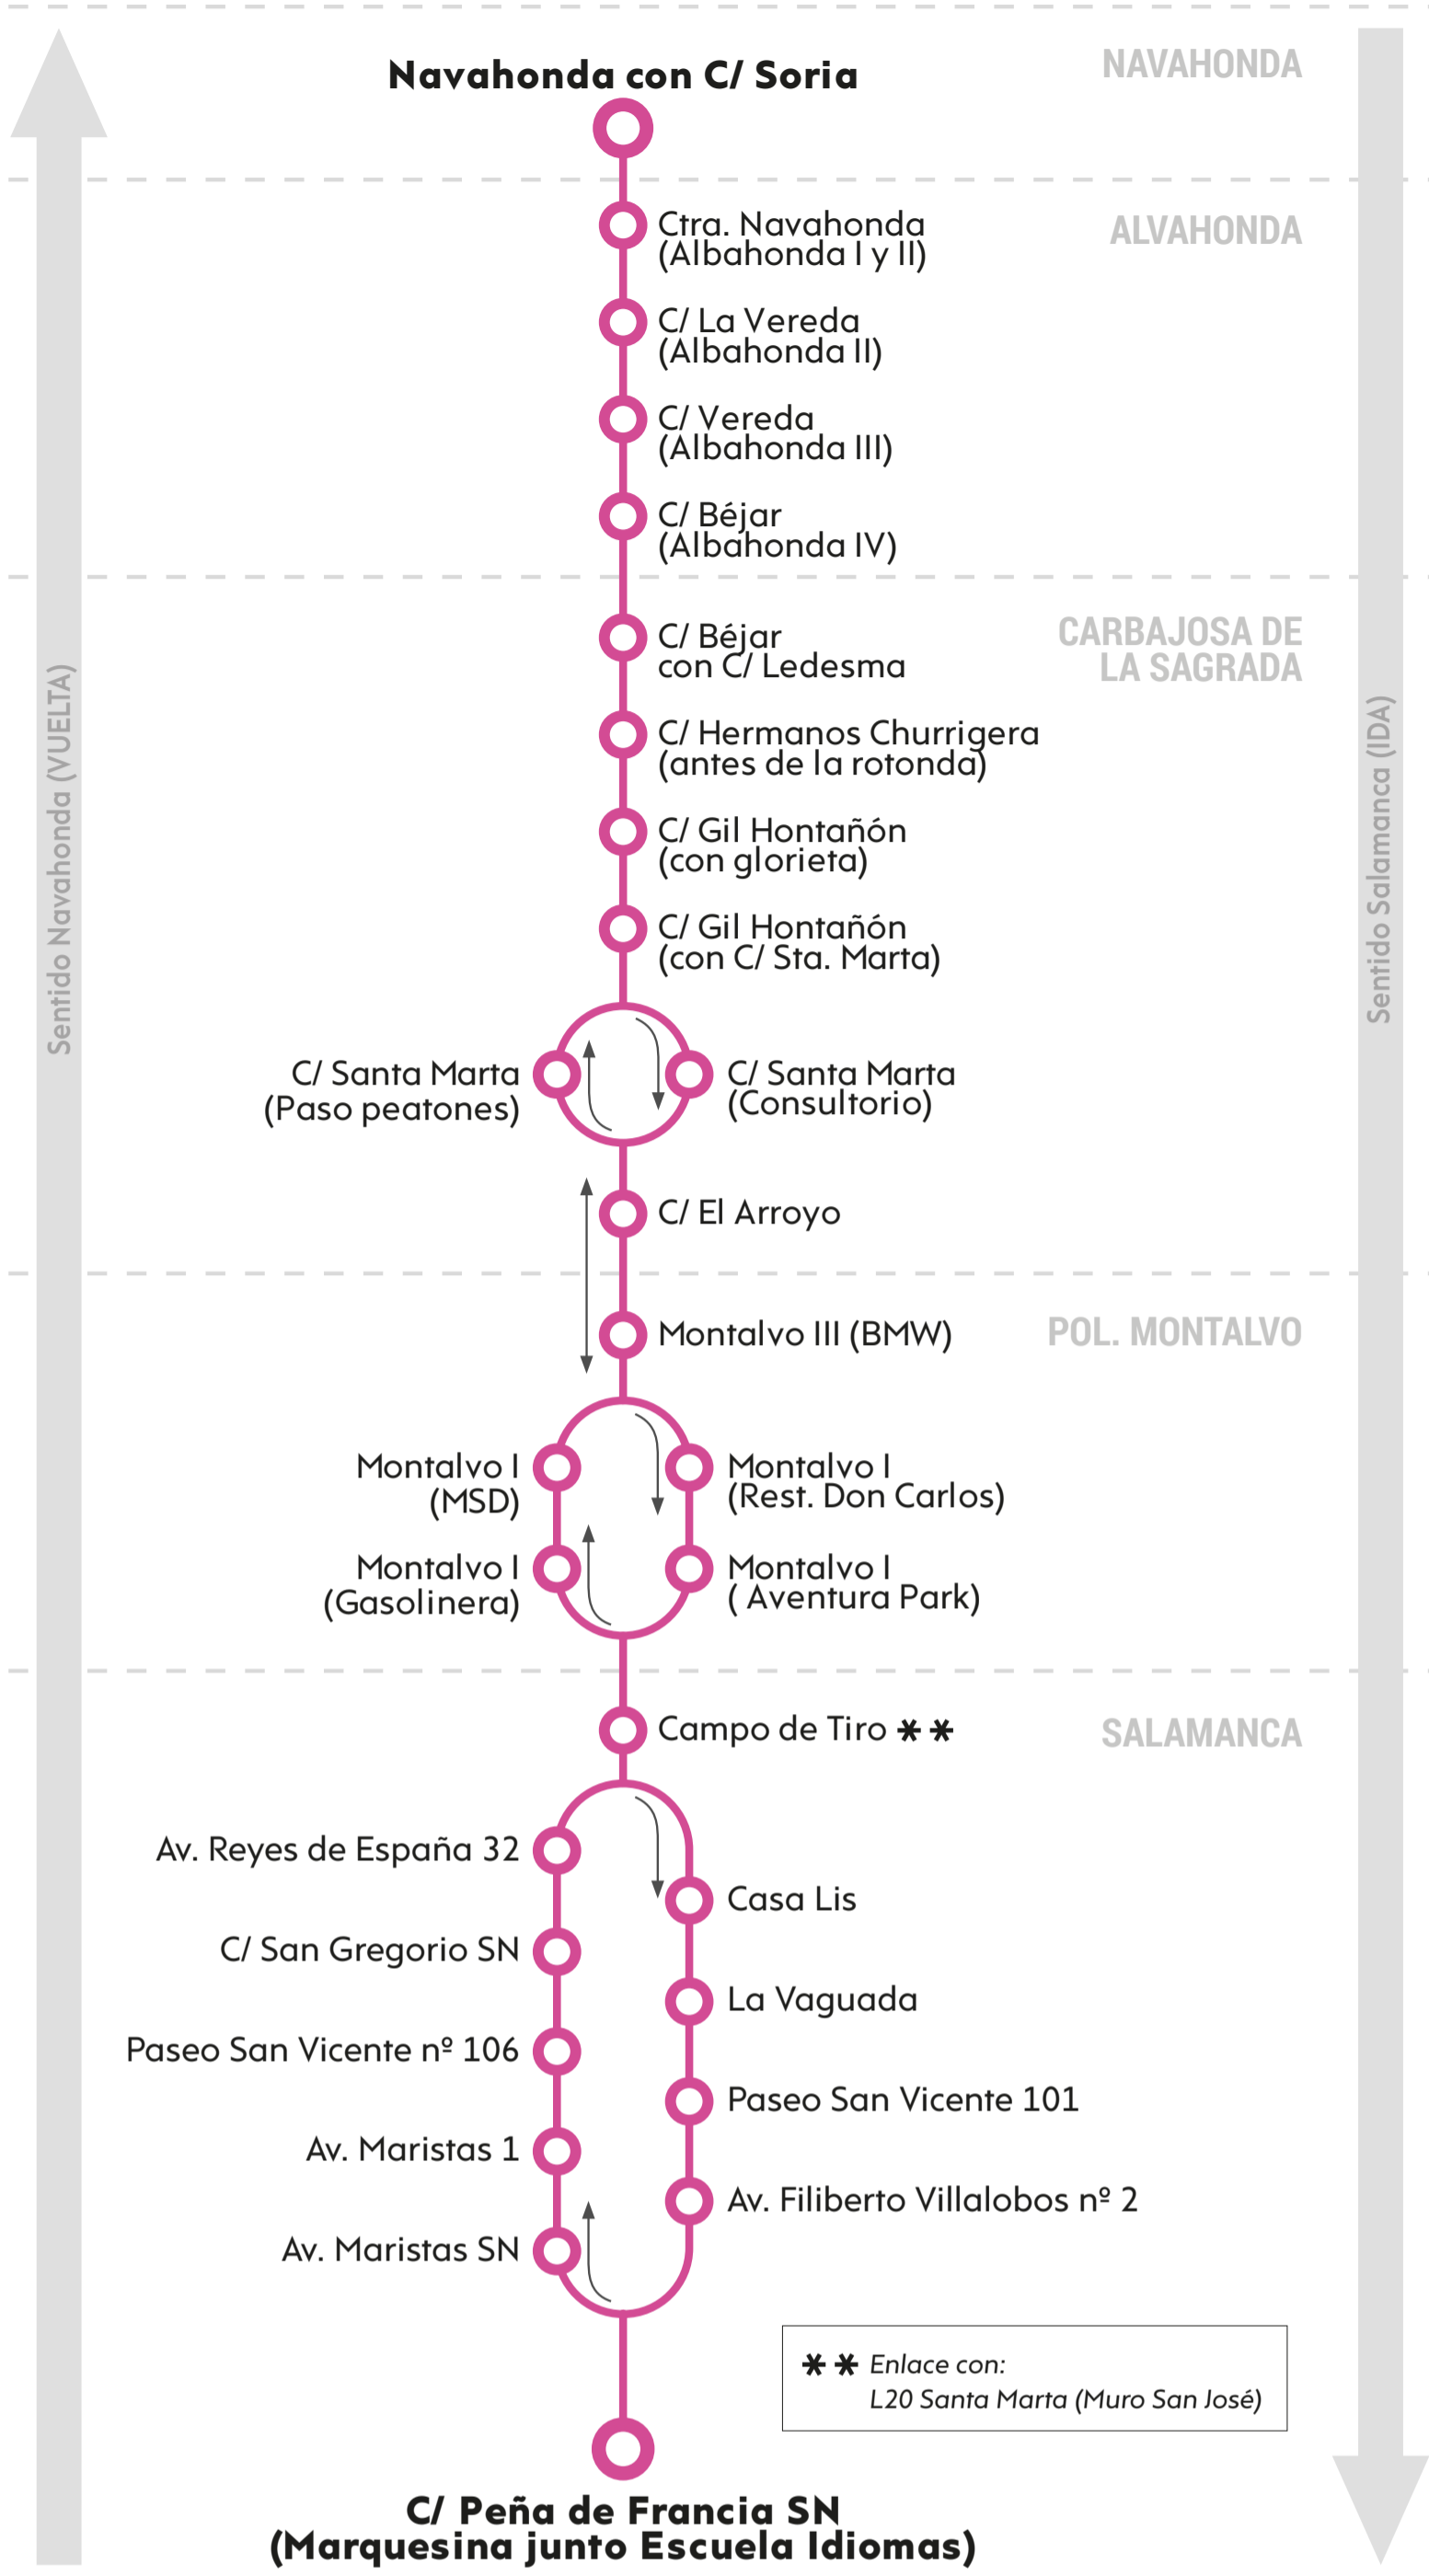 Navahonda con C/ Soria
NAVAHONDA
Ctra. Navahonda
(Albahonda I y II)
ALVAHONDA
C/ La Vereda
(Albahonda II)
C/ Vereda
(Albahonda III)
C/ Béjar
(Albahonda IV)
C/ Béjar
con C/ Ledesma
CARBAJOSA DE
LA SAGRADA
C/ Hermanos Churrigera
(antes de la rotonda)
C/ Gil Hontañón
(con glorieta)
C/ Gil Hontañón
(con C/ Sta. Marta)
Sentido Navahonda (VUELTA)
Sentido Salamanca (IDA)
C/ Santa Marta
(Paso peatones)
C/ Santa Marta
(Consultorio)
C/ El Arroyo
Montalvo III (BMW)
POL. MONTALVO
Montalvo I
(MSD)
Montalvo I
(Rest. Don Carlos)
Montalvo I
(Gasolinera)
Montalvo I
( Aventura Park)
Campo de Tiro **
SALAMANCA
Av. Reyes de España 32
Casa Lis
C/ San Gregorio SN
La Vaguada
Paseo San Vicente nº 106
Paseo San Vicente 101
Av. Maristas 1
Av. Filiberto Villalobos nº 2
Av. Maristas SN
** Enlace con:
L20 Santa Marta (Muro San José)
C/ Peña de Francia SN
(Marquesina junto Escuela Idiomas)